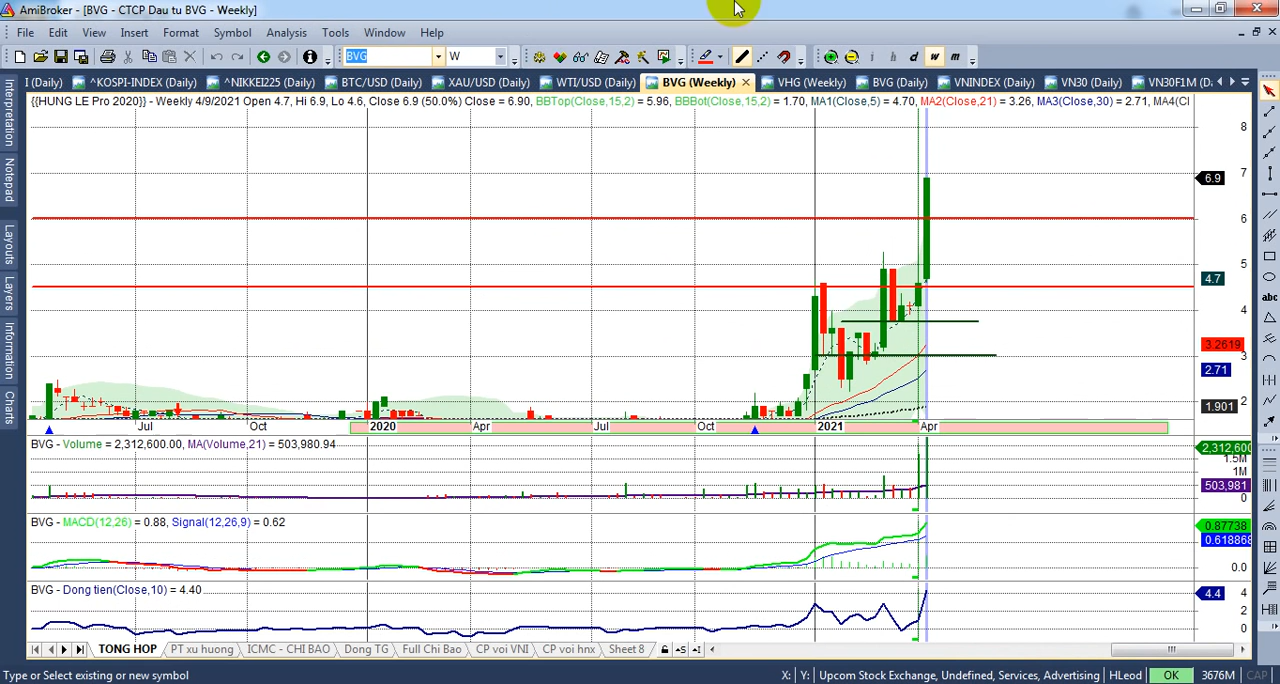 AmiBroker - [BVG - CTCP Dau tu BVG - Weekly]
File Edit View Insert Format Symbol Analysis Tools Window Help
BVG W
I (Daily) ^KOSPI-INDEX (Daily) ^NIKKEI225 (Daily) BTC/USD (Daily) XAU/USD (Daily) WTI/USD (Daily) BVG (Weekly) VHG (Weekly) BVG (Daily) VNINDEX (Daily) VN30 (Daily) VN30F1M (D:
{{HUNG LE Pro 2020}} - Weekly 4/9/2021 Open 4.7, Hi 6.9, Lo 4.6, Close 6.9 (50.0%) Close = 6.90, BBTop(Close,15,2) = 5.96, BBBot(Close,15,2) = 1.70, MA1(Close,5) = 4.70, MA2(Close,21) = 3.26, MA3(Close,30) = 2.71, MA4(Cl
Interpretation
Notepad
Layouts
Layers
Information
Charts
abc
8
7
6.9
6
5
4.7
4
3.2619
3
2.71
2
1.901
Jul Oct 2020 Apr Jul Oct 2021 Apr
BVG - Volume = 2,312,600.00, MA(Volume,21) = 503,980.94
2,312,600
1.5M
1M
503,981
0
BVG - MACD(12,26) = 0.88, Signal(12,26,9) = 0.62
0.87738
0.618868
0.0
BVG - Dong tien(Close,10) = 4.40
4.4
4
2
0
TONG HOP PT xu hung ICMC - CHI BAO Dong TG Full Chi Bao CP voi VNI CP voi hnx Sheet 8
Type or Select existing or new symbol X: Y: Upcom Stock Exchange, Undefined, Services, Advertising HLeod OK 3676M CAP